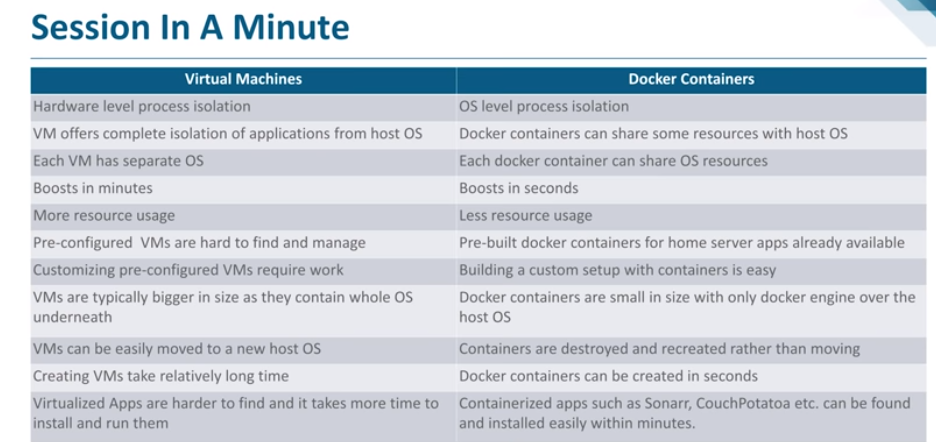 Session In A Minute
Virtual Machines
Docker Containers
Hardware level process isolation
OS level process isolation
VM offers complete isolation of applications from host OS
Docker containers can share some resources with host OS
Each VM has separate OS
Each docker container can share OS resources
Boosts in minutes
Boosts in seconds
More resource usage
Less resource usage
Pre-configured VMs are hard to find and manage
Pre-built docker containers for home server apps already available
Customizing pre-configured VMs require work
Building a custom setup with containers is easy
VMs are typically bigger in size as they contain whole OS
underneath
Docker containers are small in size with only docker engine over the
host OS
VMs can be easily moved to a new host OS
Containers are destroyed and recreated rather than moving
Creating VMs take relatively long time
Docker containers can be created in seconds
Virtualized Apps are harder to find and it takes more time to
install and run them
Containerized apps such as Sonarr, CouchPotatoa etc. can be found
and installed easily within minutes.